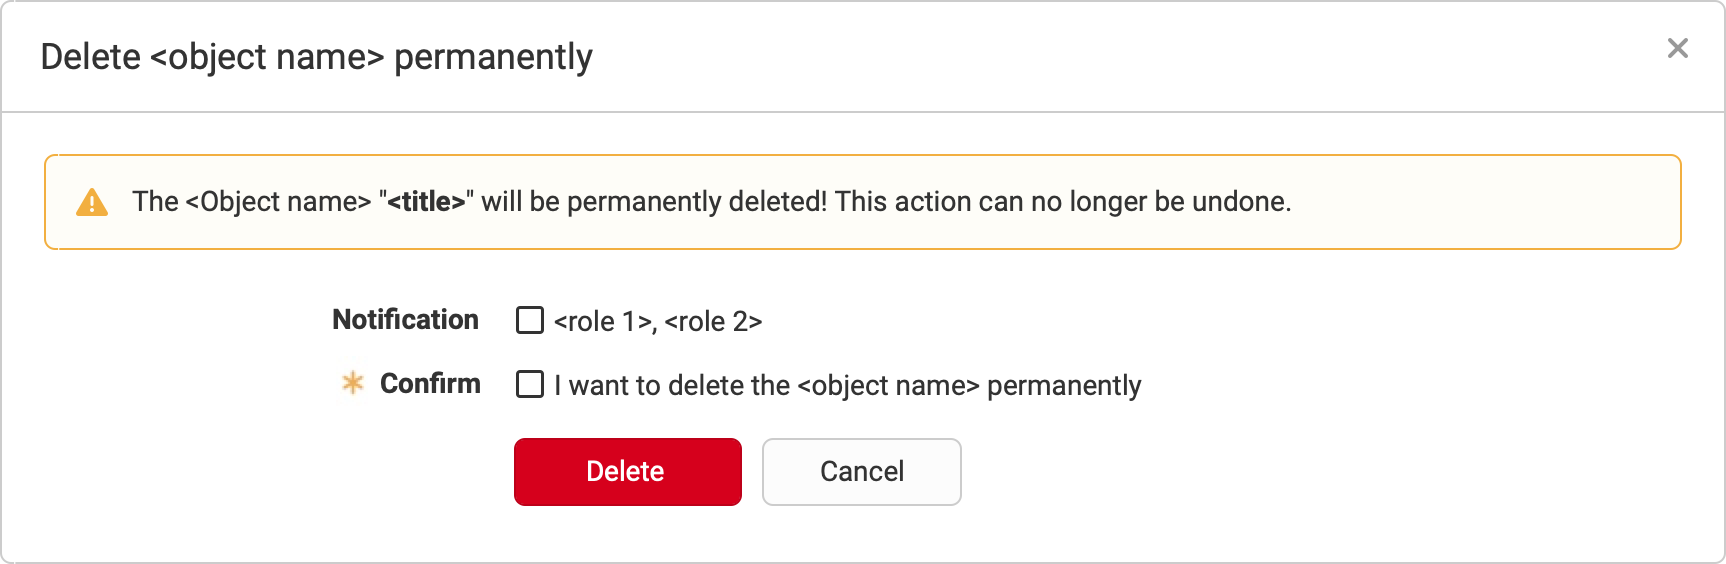 Delete <object name> permanently
The <Object name> "<title>" will be permanently deleted! This action can no longer be undone.
Notification <role 1>, <role 2>
Confirm I want to delete the <object name> permanently
Delete Cancel